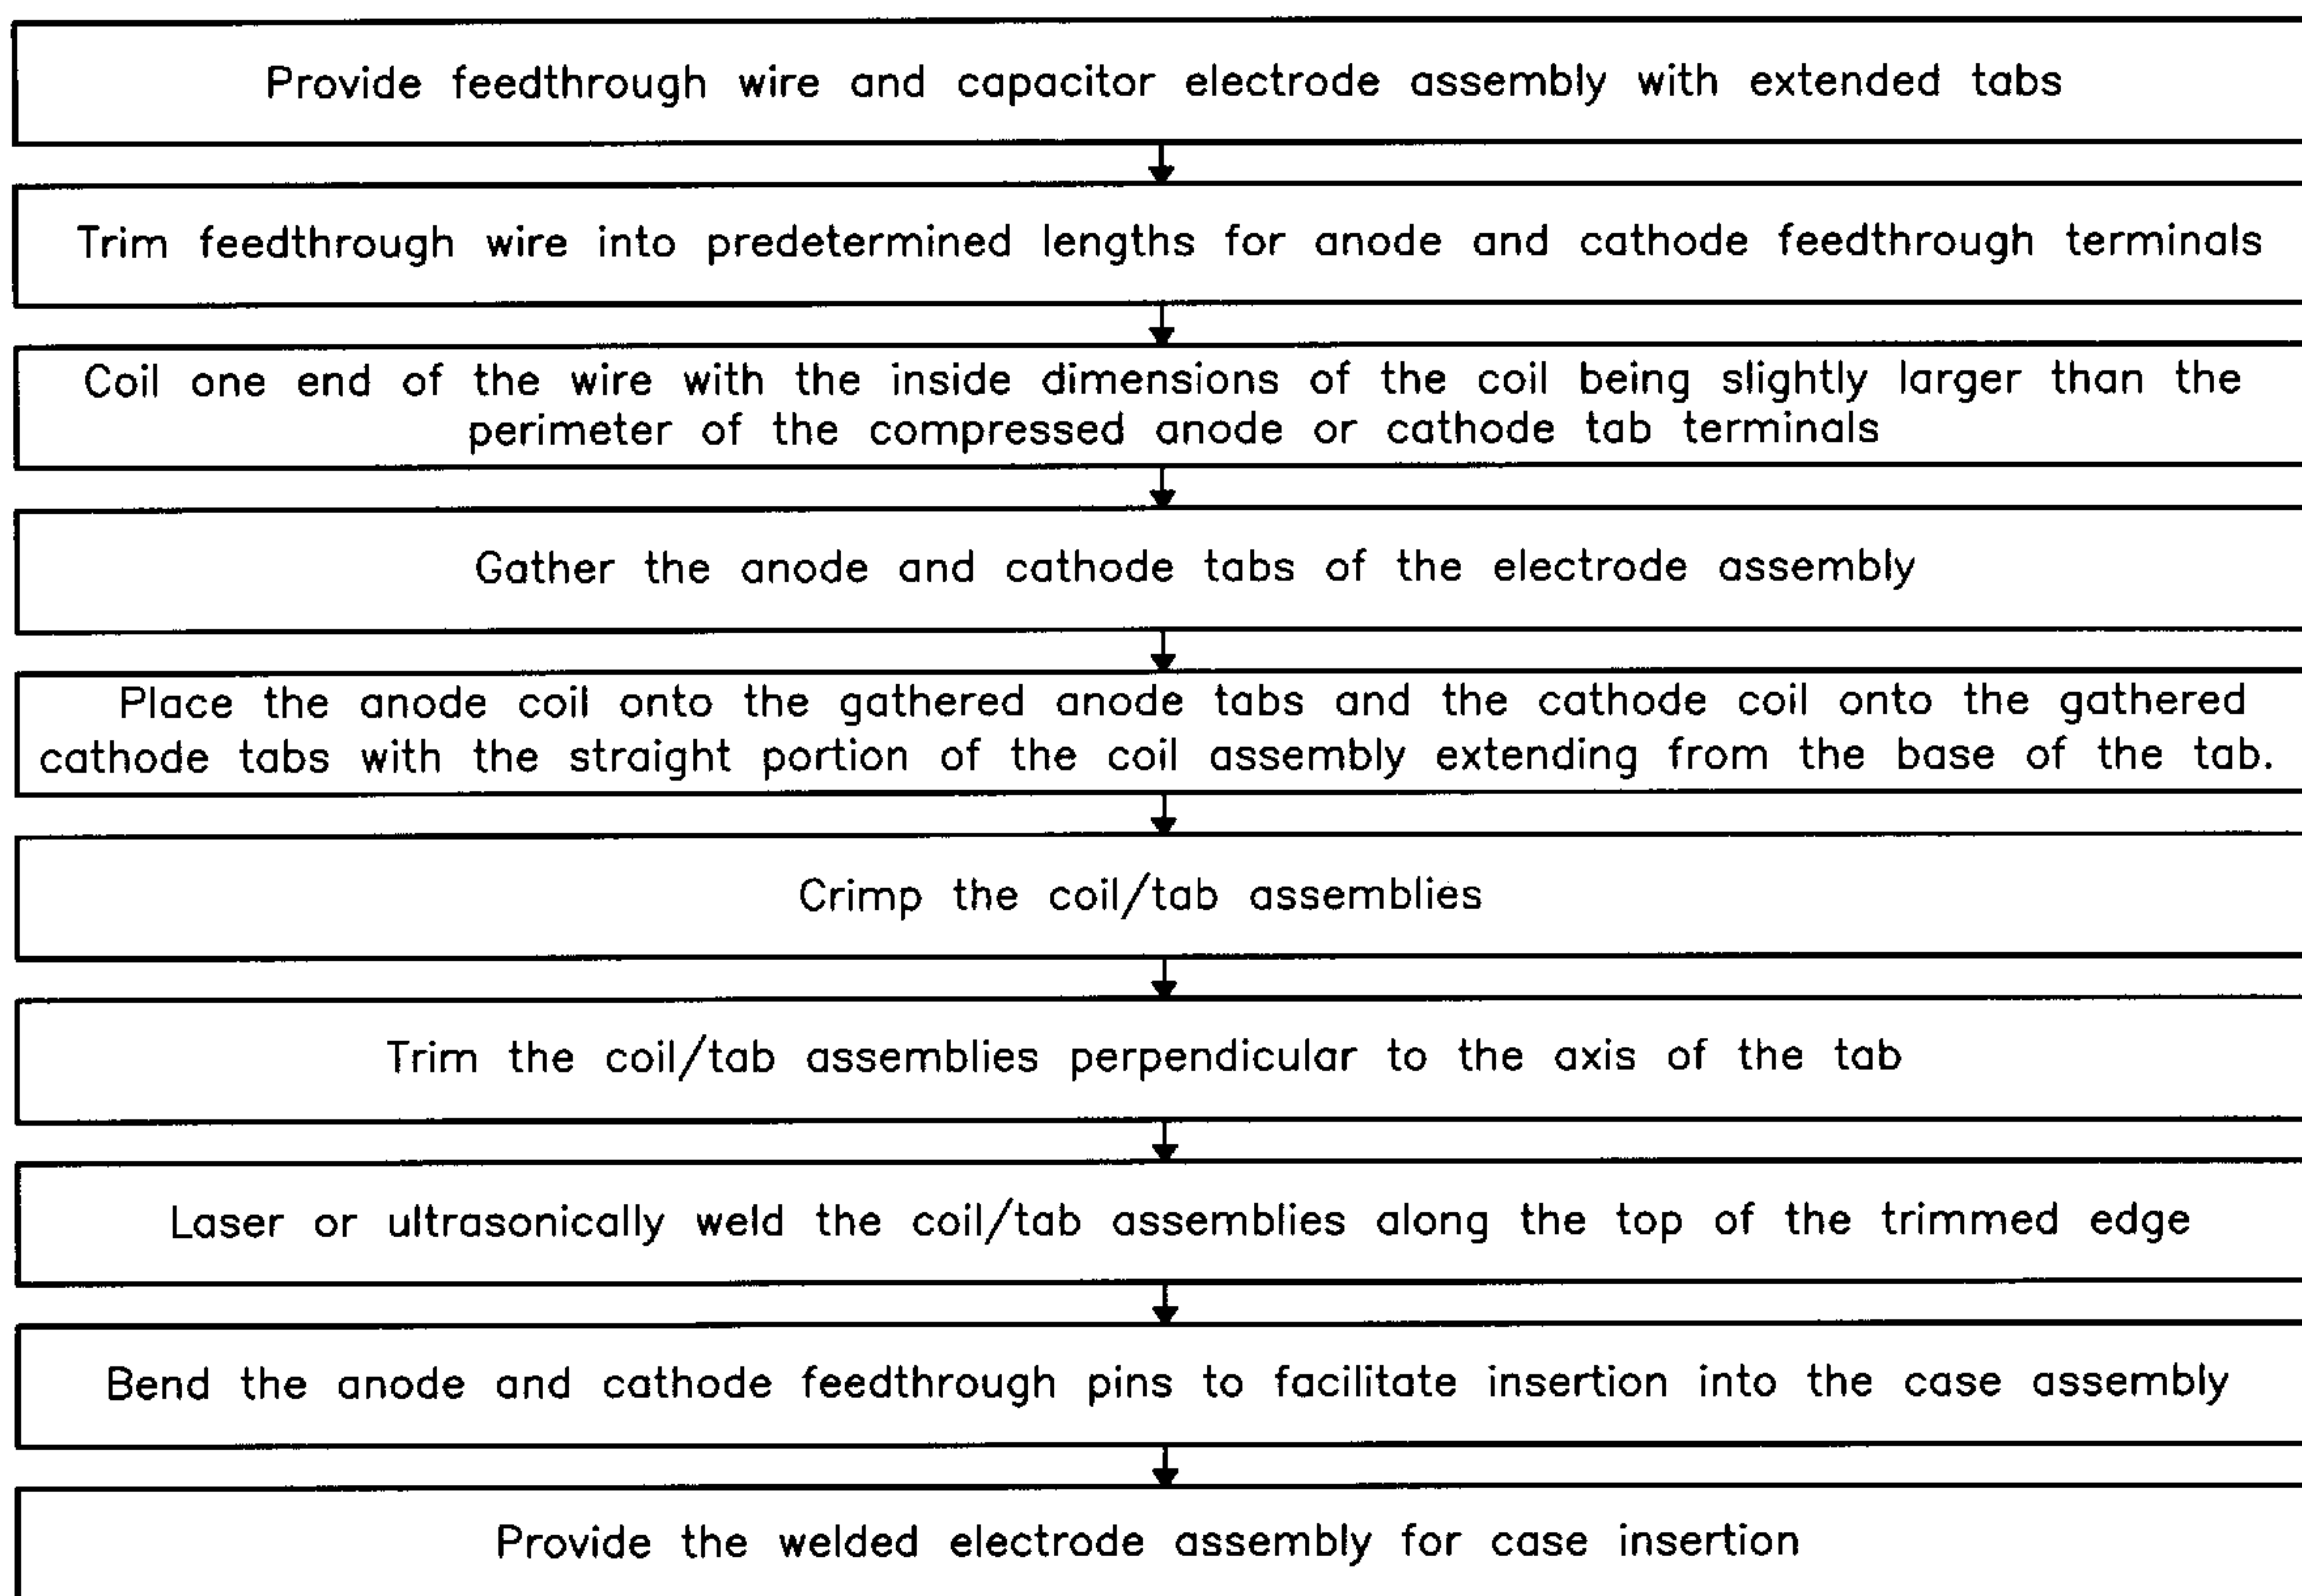 Provide feedthrough wire and capacitor electrode assembly with extended tabs
Trim feedthrough wire into predetermined lengths for anode and cathode feedthrough terminals
Coil one end of the wire with the inside dimensions of the coil being slightly larger than the
perimeter of the compressed anode or cathode tab terminals
Gather the anode and cathode tabs of the electrode assembly
Place the anode coil onto the gathered anode tabs and the cathode coil onto the gathered
cathode tabs with the straight portion of the coil assembly extending from the base of the tab.
Crimp the coil/tab assemblies
Trim the coil/tab assemblies perpendicular to the axis of the tab
Laser or ultrasonically weld the coil/tab assemblies along the top of the trimmed edge
Bend the anode and cathode feedthrough pins to facilitate insertion into the case assembly
Provide the welded electrode assembly for case insertion